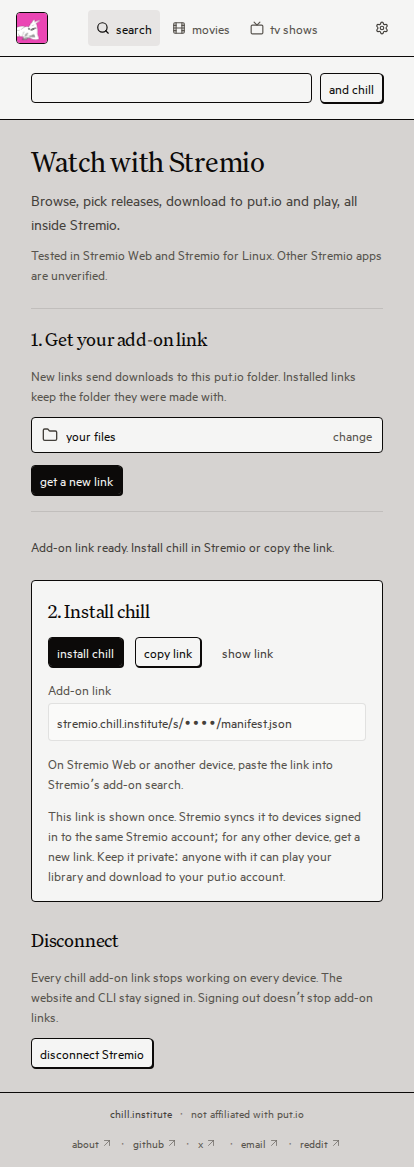 search movies tv shows
and chill
Watch with Stremio
Browse, pick releases, download to put.io and play, all
inside Stremio.
Tested in Stremio Web and Stremio for Linux. Other Stremio apps
are unverified.
1. Get your add-on link
New links send downloads to this put.io folder. Installed links
keep the folder they were made with.
your files change
get a new link
Add-on link ready. Install chill in Stremio or copy the link.
2. Install chill
install chill copy link show link
Add-on link
stremio.chill.institute/s/••••/manifest.json
On Stremio Web or another device, paste the link into
Stremio’s add-on search.
This link is shown once. Stremio syncs it to devices signed
in to the same Stremio account; for any other device, get a
new link. Keep it private: anyone with it can play your
library and download to your put.io account.
Disconnect
Every chill add-on link stops working on every device. The
website and CLI stay signed in. Signing out doesn’t stop add-on
links.
disconnect Stremio
chill.institute · not affiliated with put.io
about ↗ · github ↗ · x ↗ · email ↗ · reddit ↗